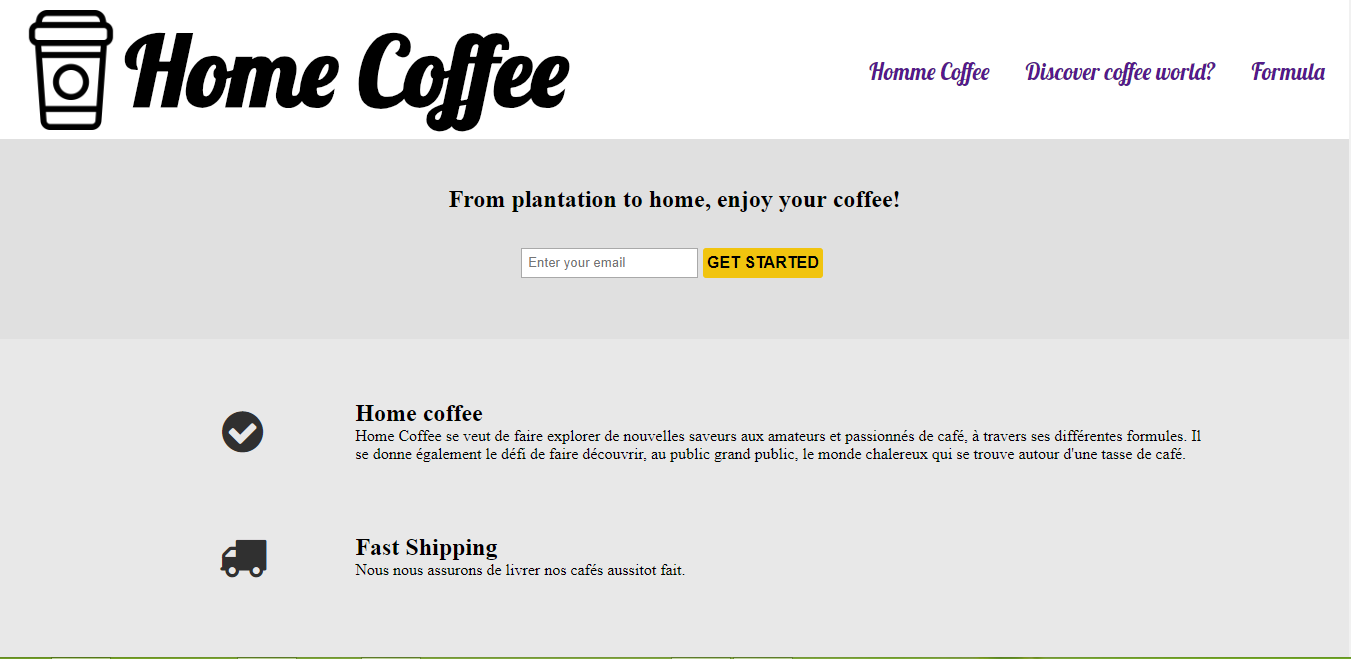 Home Coffee
Homme Coffee
Discover coffee world?
Formula
From plantation to home, enjoy your coffee!
Enter your email
GET STARTED
Home coffee
Home Coffee se veut de faire explorer de nouvelles saveurs aux amateurs et passionnés de café, à travers ses différentes formules. Il
se donne également le défi de faire découvrir, au public grand public, le monde chalereux qui se trouve autour d'une tasse de café.
Fast Shipping
Nous nous assurons de livrer nos cafés aussitot fait.